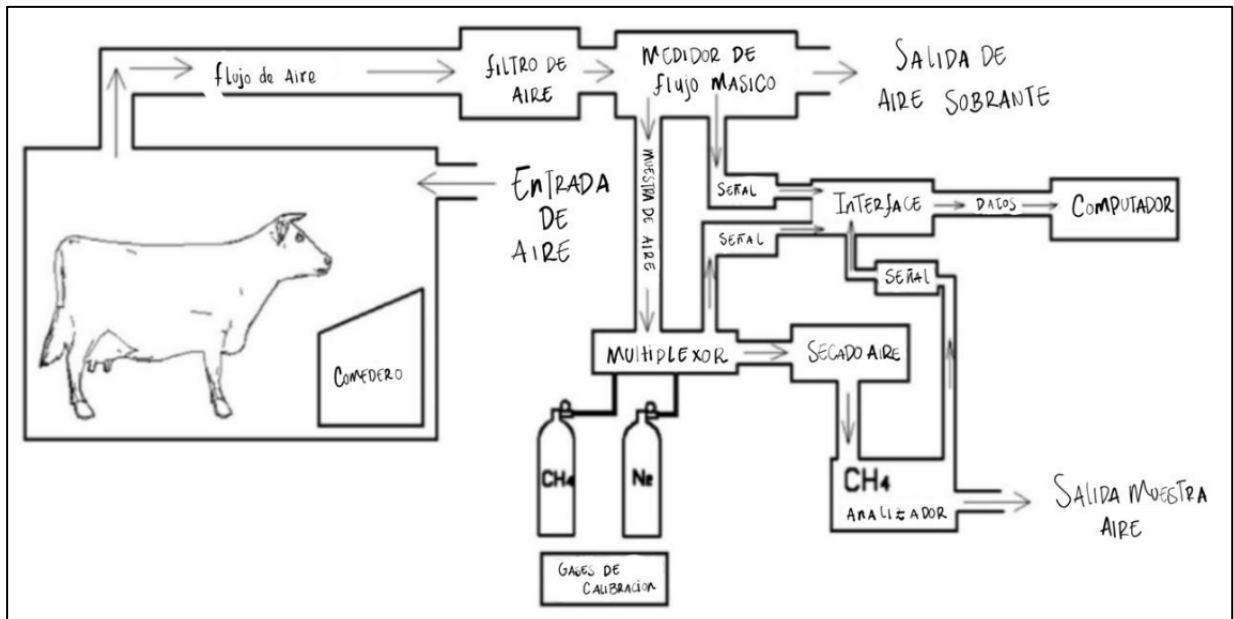 flujo de Aire
filtro de
Aire
Medidor de
flujo Masico
Salida de
Aire sobrante
Entrada
de
Aire
Muestra de Aire
Señal
Interface
Datos
Computador
Señal
Señal
Comedero
Multiplexor
Secado Aire
CH₄
N₂
CH₄
Analizador
Salida Muestra
Aire
Gases de
Calibracion